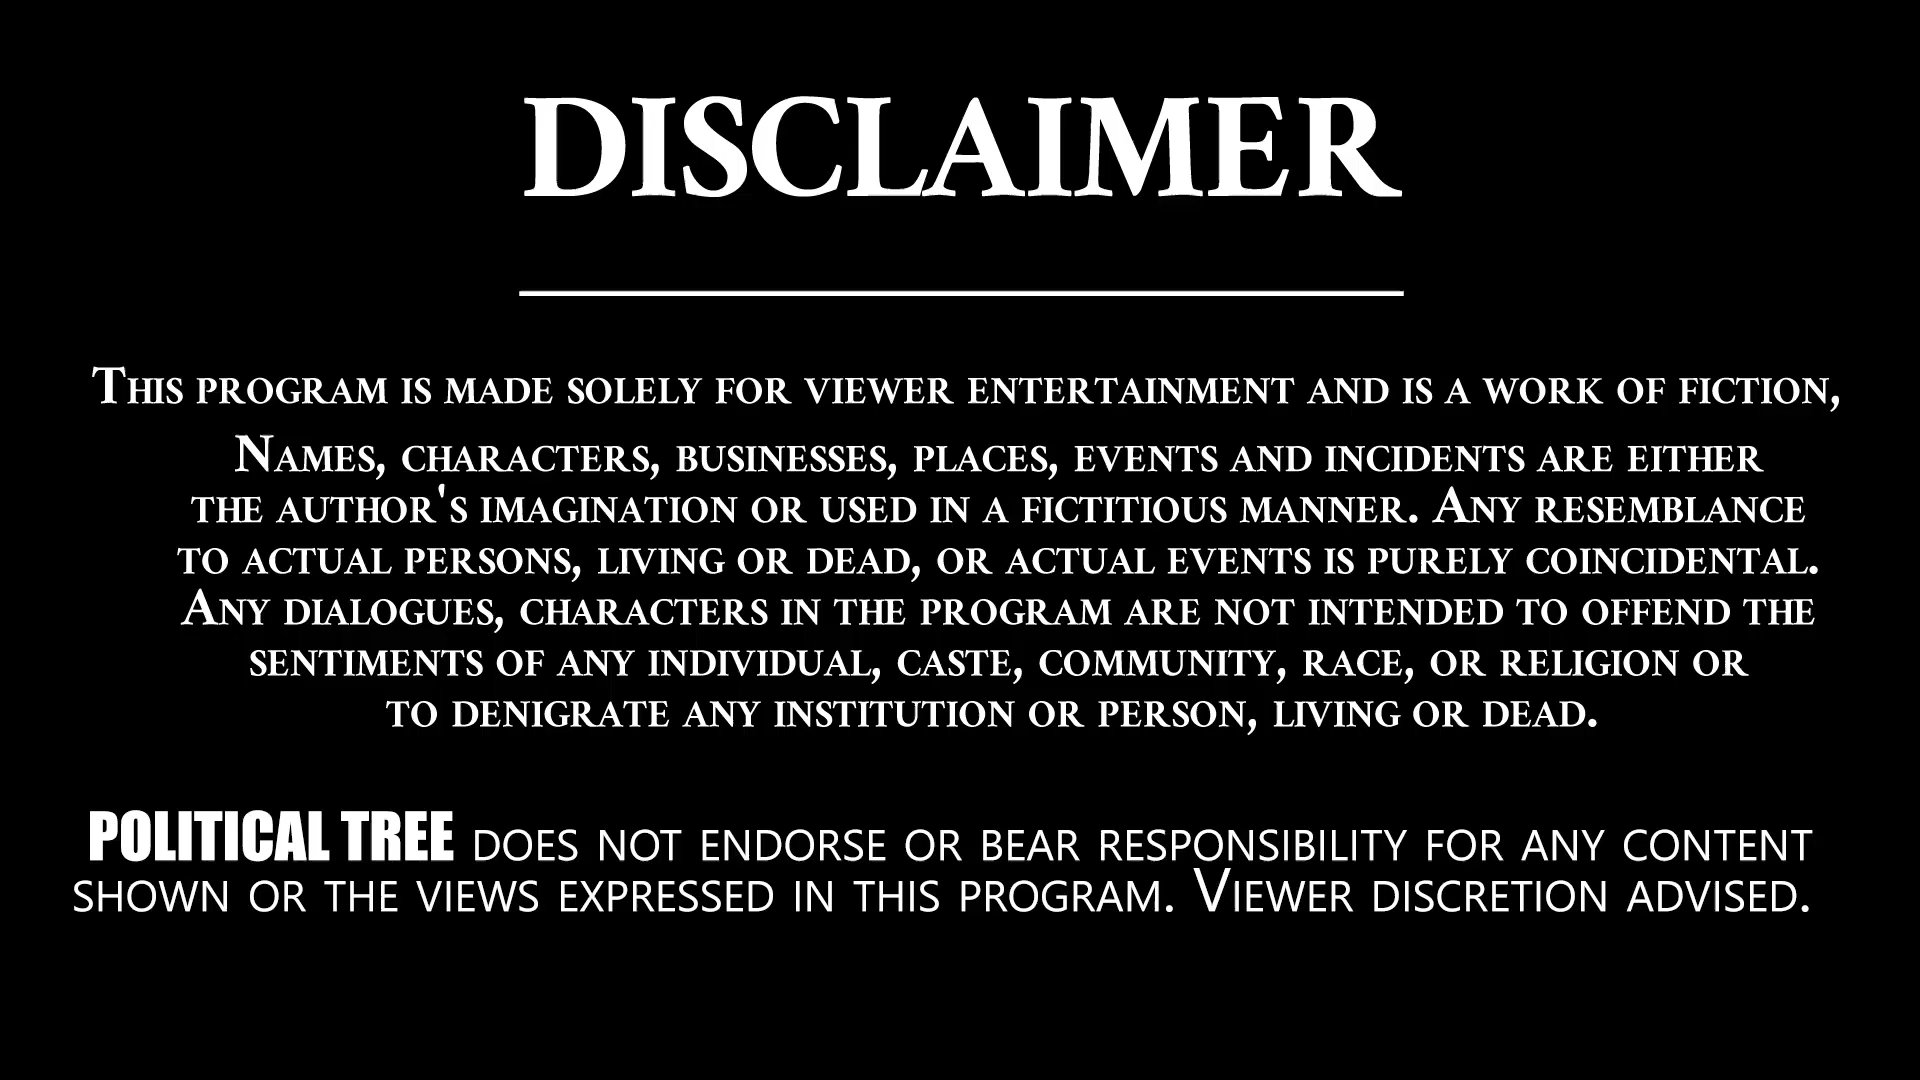 DISCLAIMER
This program is made solely for viewer entertainment and is a work of fiction,
Names, characters, businesses, places, events and incidents are either
the author's imagination or used in a fictitious manner. Any resemblance
to actual persons, living or dead, or actual events is purely coincidental.
Any dialogues, characters in the program are not intended to offend the
sentiments of any individual, caste, community, race, or religion or
to denigrate any institution or person, living or dead.
POLITICAL TREE does not endorse or bear responsibility for any content
shown or the views expressed in this program. Viewer discretion advised.